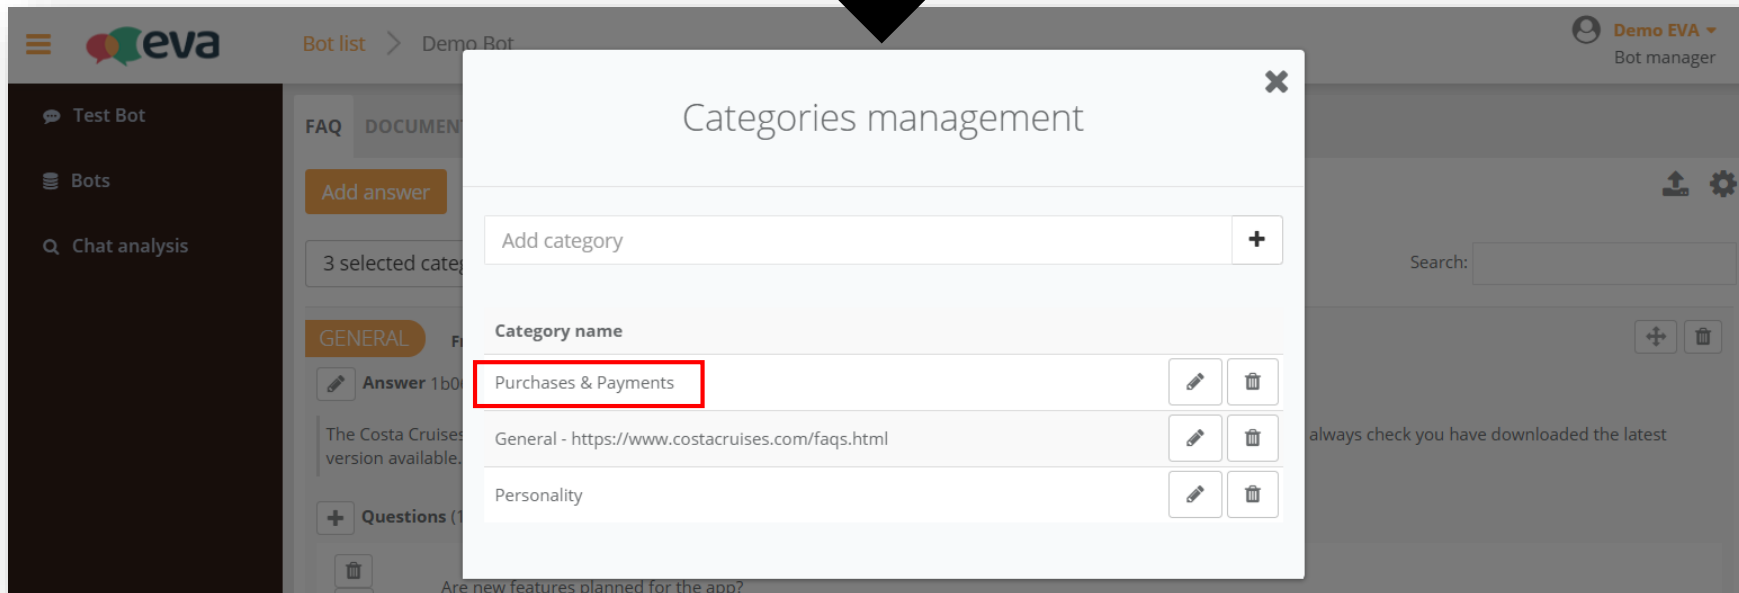 eva
Bot list
Demo Bot
Demo EVA
Bot manager
Test Bot
Bots
Chat analysis
FAQ
Add answer
3 selected
Search:
GENERAL
Answer
The Costa Cruises
always check you have downloaded the latest
version available.
Questions
Are new features planned for the app?
Categories management
Add category
Category name
Purchases & Payments
General - https://www.costacruises.com/faqs.html
Personality